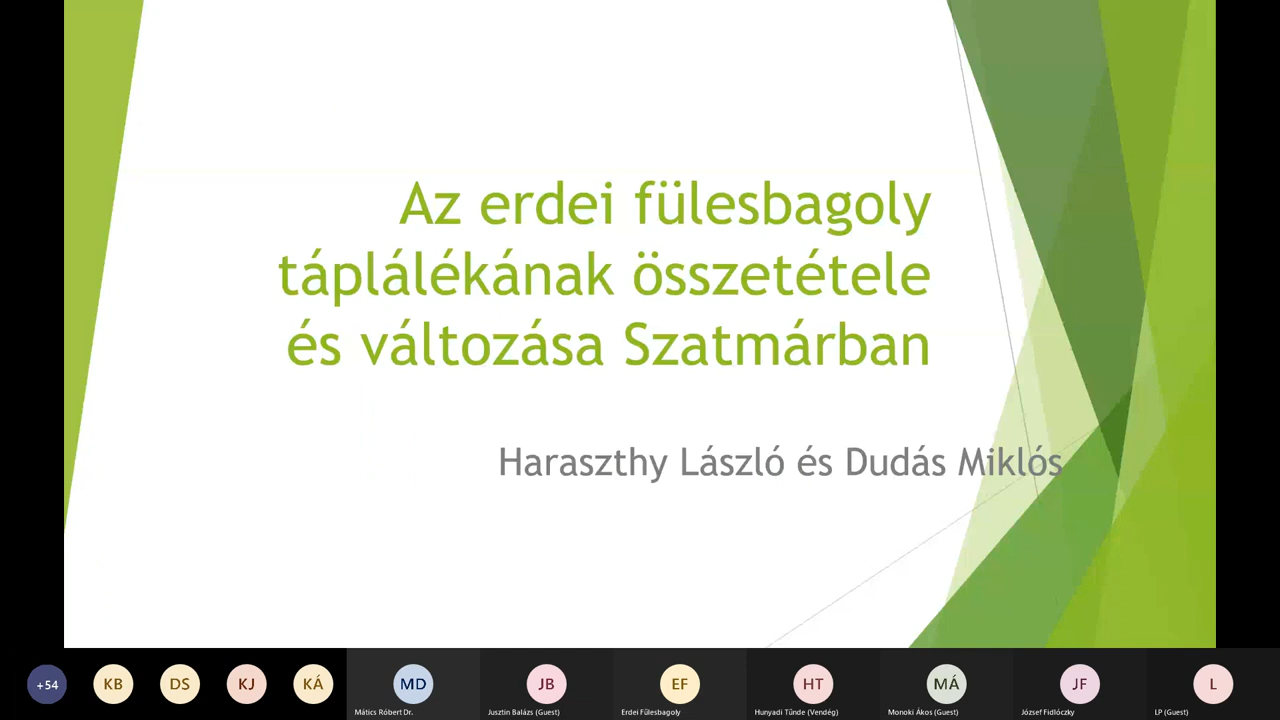 Az erdei fülesbagoly
táplálékának összetétele
és változása Szatmárban
Haraszthy László és Dudás Miklós
+54
KB
DS
KJ
KÁ
MD
JB
EF
HT
MÁ
JF
L
Mátics Róbert Dr.
Jusztin Balázs (Guest)
Erdei Fülesbagoly
Hunyadi Tünde (Vendég)
Monoki Ákos (Guest)
József Fidlóczky
LP (Guest)